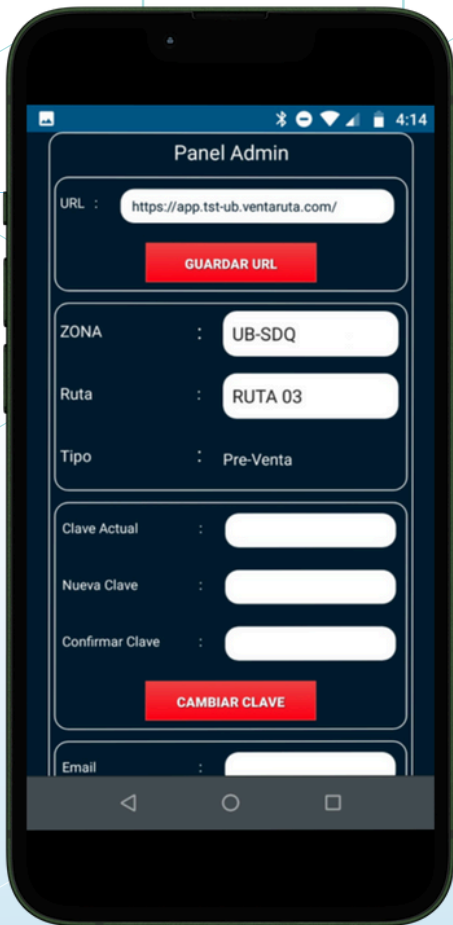 4:14
Panel Admin
URL : https://app.tst-ub.ventaruta.com/
GUARDAR URL
ZONA : UB-SDQ
Ruta : RUTA 03
Tipo : Pre-Venta
Clave Actual :
Nueva Clave :
Confirmar Clave :
CAMBIAR CLAVE
Email :